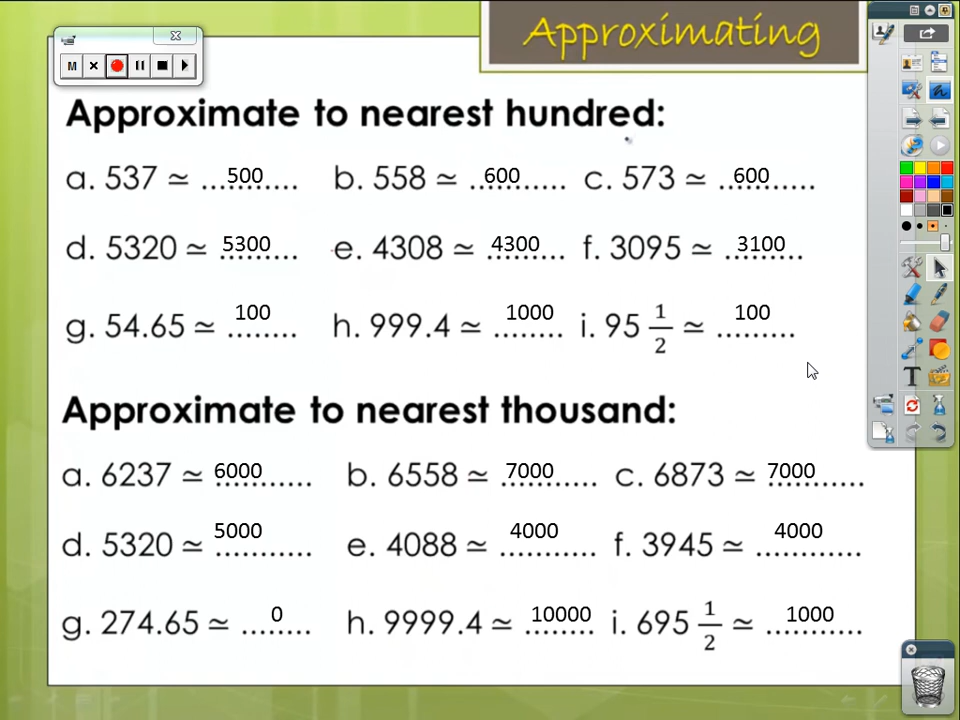 Approximating
M
Approximate to nearest hundred:
a. 537 ≃ ...500....... b. 558 ≃ ...600....... c. 573 ≃ ...600.......
d. 5320 ≃ 5300 e. 4308 ≃ 4300 f. 3095 ≃ 3100
g. 54.65 ≃ 100 h. 999.4 ≃ 1000 i. 95 1/2 ≃ 100
Approximate to nearest thousand:
a. 6237 ≃ 6000 b. 6558 ≃ 7000 c. 6873 ≃ 7000
d. 5320 ≃ 5000 e. 4088 ≃ 4000 f. 3945 ≃ 4000
g. 274.65 ≃ 0 h. 9999.4 ≃ 10000 i. 695 1/2 ≃ 1000
T